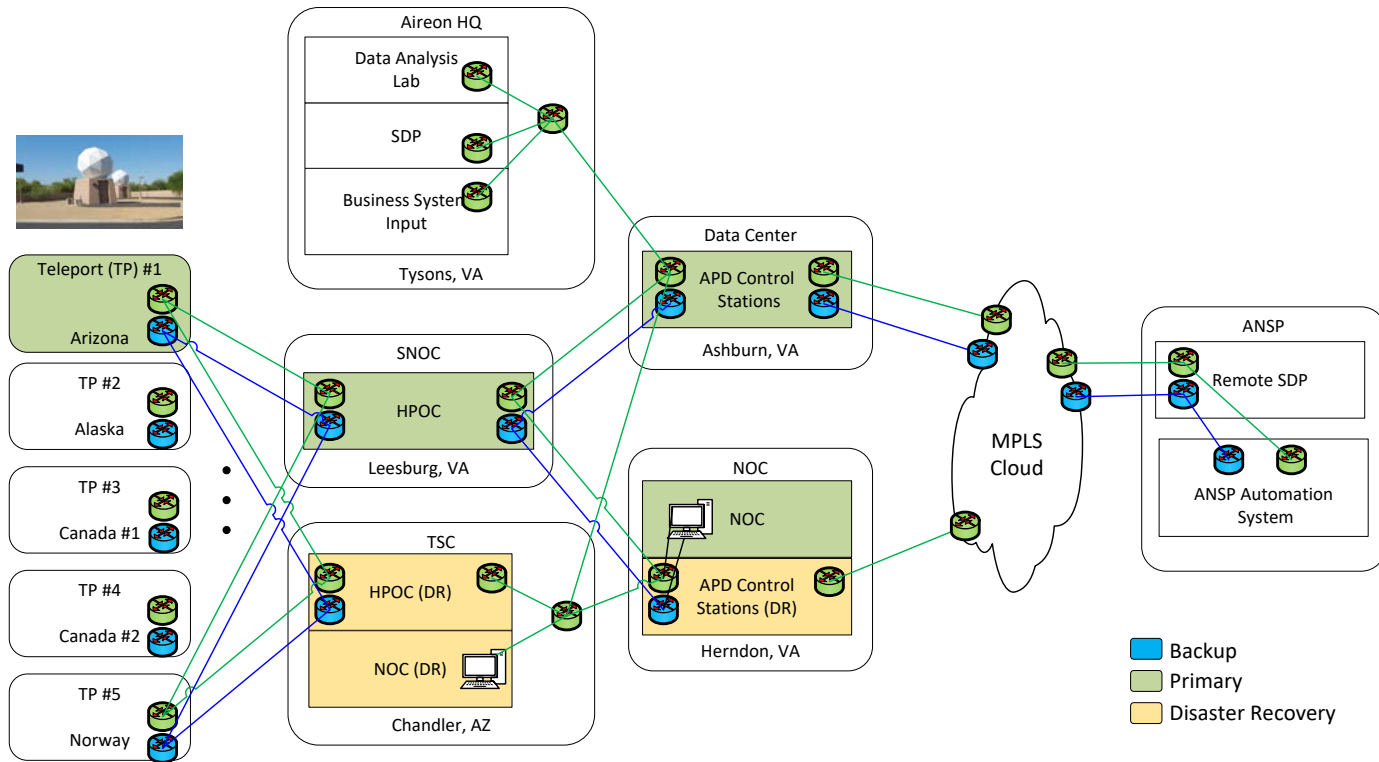 Aireon HQ
Data Analysis
Lab
SDP
Business System
Input
Tysons, VA
Teleport (TP) #1
Arizona
TP #2
Alaska
TP #3
Canada #1
TP #4
Canada #2
TP #5
Norway
SNOC
HPOC
Leesburg, VA
TSC
HPOC (DR)
NOC (DR)
Chandler, AZ
Data Center
APD Control
Stations
Ashburn, VA
NOC
NOC
APD Control
Stations (DR)
Herndon, VA
MPLS
Cloud
ANSP
Remote SDP
ANSP Automation
System
Backup
Primary
Disaster Recovery